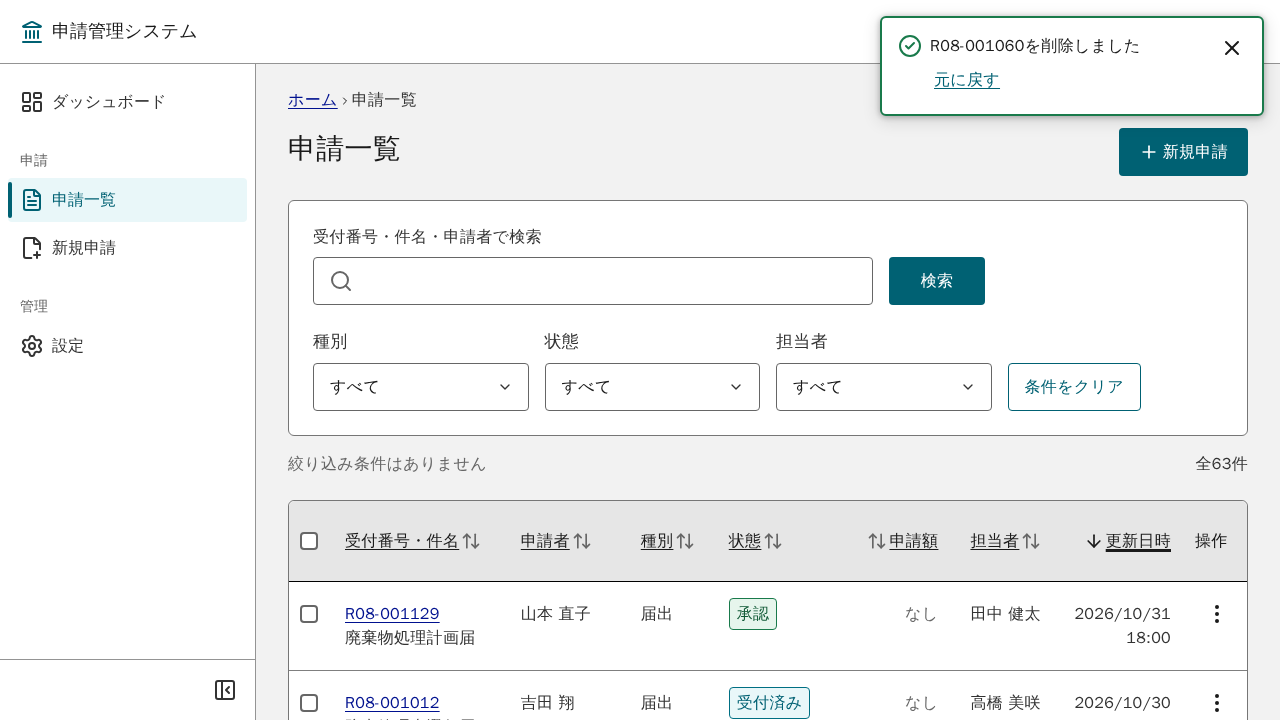 申請管理システム
R08-001060を削除しました
元に戻す
ダッシュボード
申請
申請一覧
新規申請
管理
設定
ホーム › 申請一覧
申請一覧
新規申請
受付番号・件名・申請者で検索
検索
種別 状態 担当者
すべて すべて すべて 条件をクリア
絞り込み条件はありません 全63件
受付番号・件名 申請者 種別 状態 申請額 担当者 更新日時 操作
R08-001129 山本 直子 届出 承認 なし 田中 健太 2026/10/31
廃棄物処理計画届 18:00
R08-001012 吉田 翔 届出 受付済み なし 高橋 美咲 2026/10/30